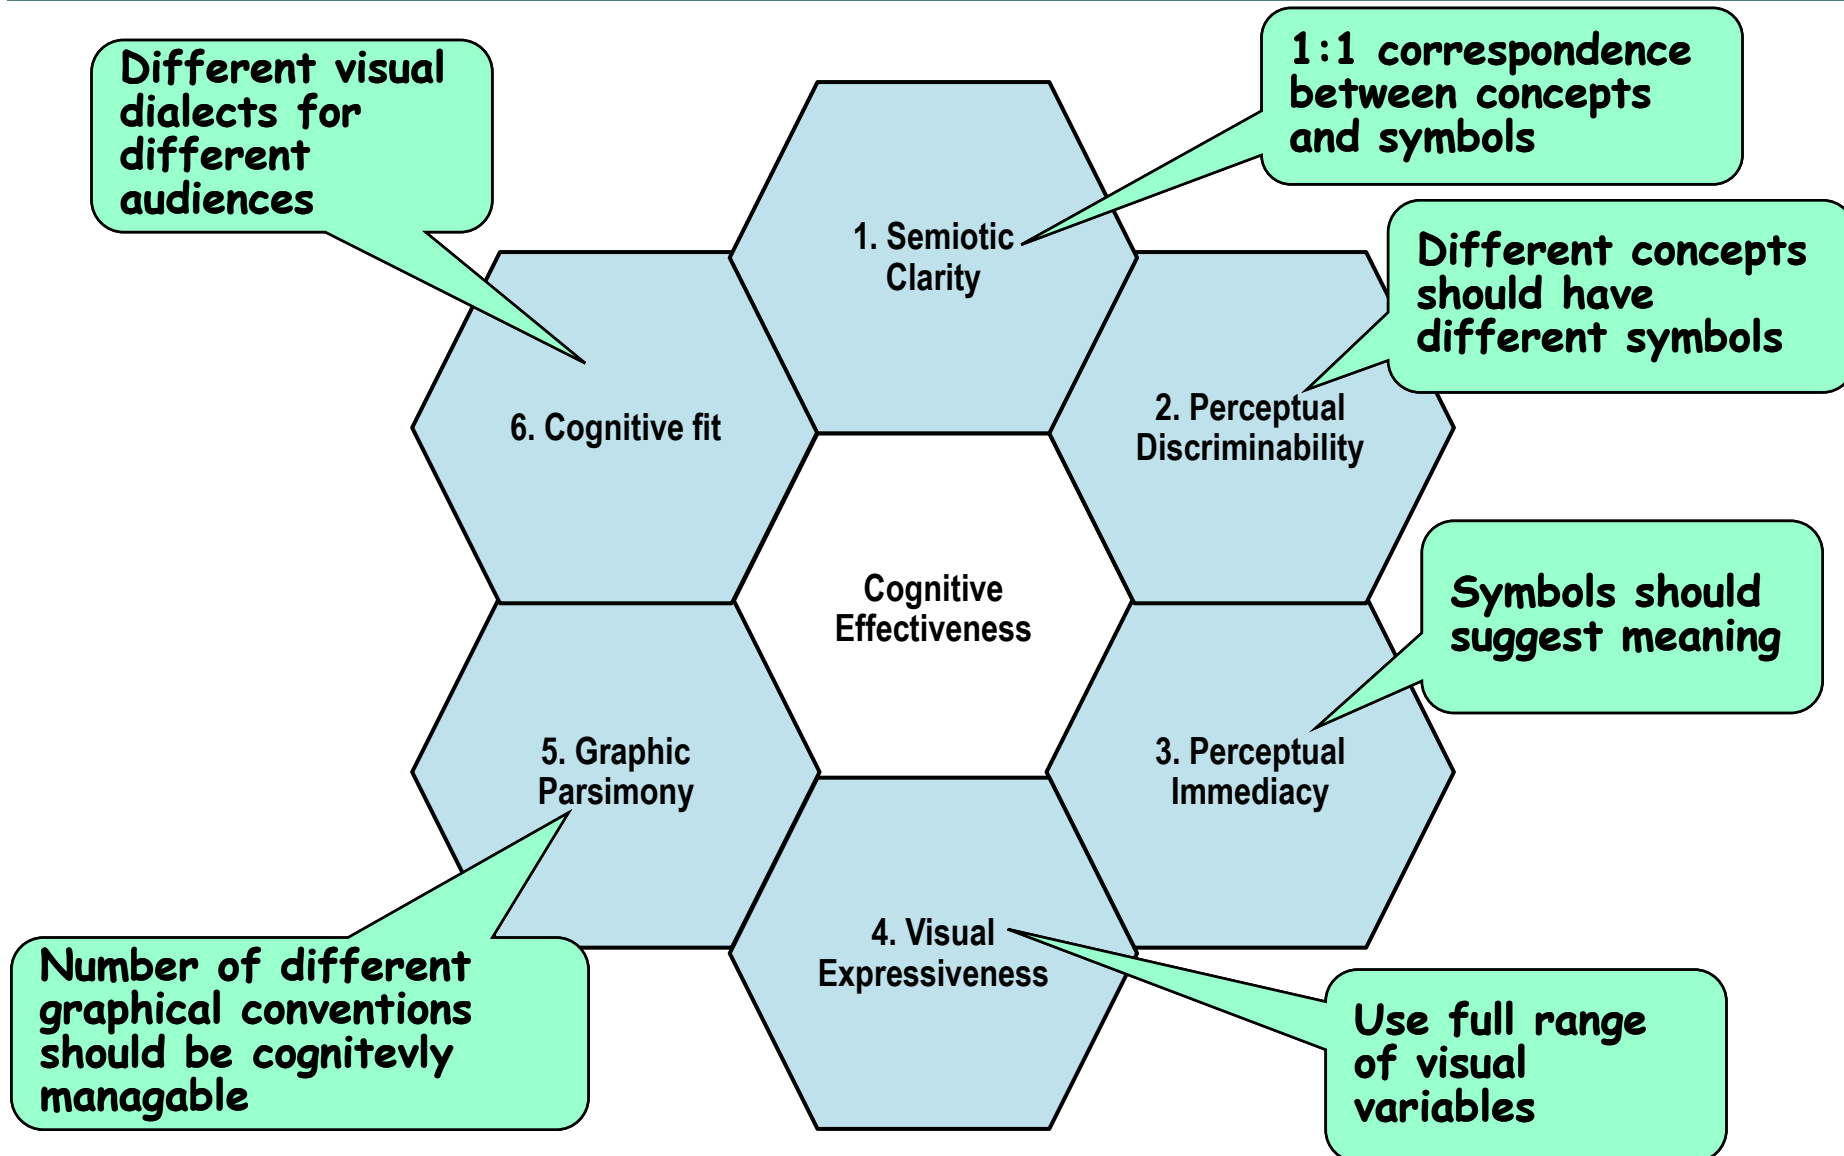 Different visual
dialects for
different
audiences
1:1 correspondence
between concepts
and symbols
1. Semiotic
Clarity
Different concepts
should have
different symbols
6. Cognitive fit
2. Perceptual
Discriminability
Cognitive
Effectiveness
Symbols should
suggest meaning
5. Graphic
Parsimony
3. Perceptual
Immediacy
4. Visual
Expressiveness
Number of different
graphical conventions
should be cognitevly
managable
Use full range
of visual
variables